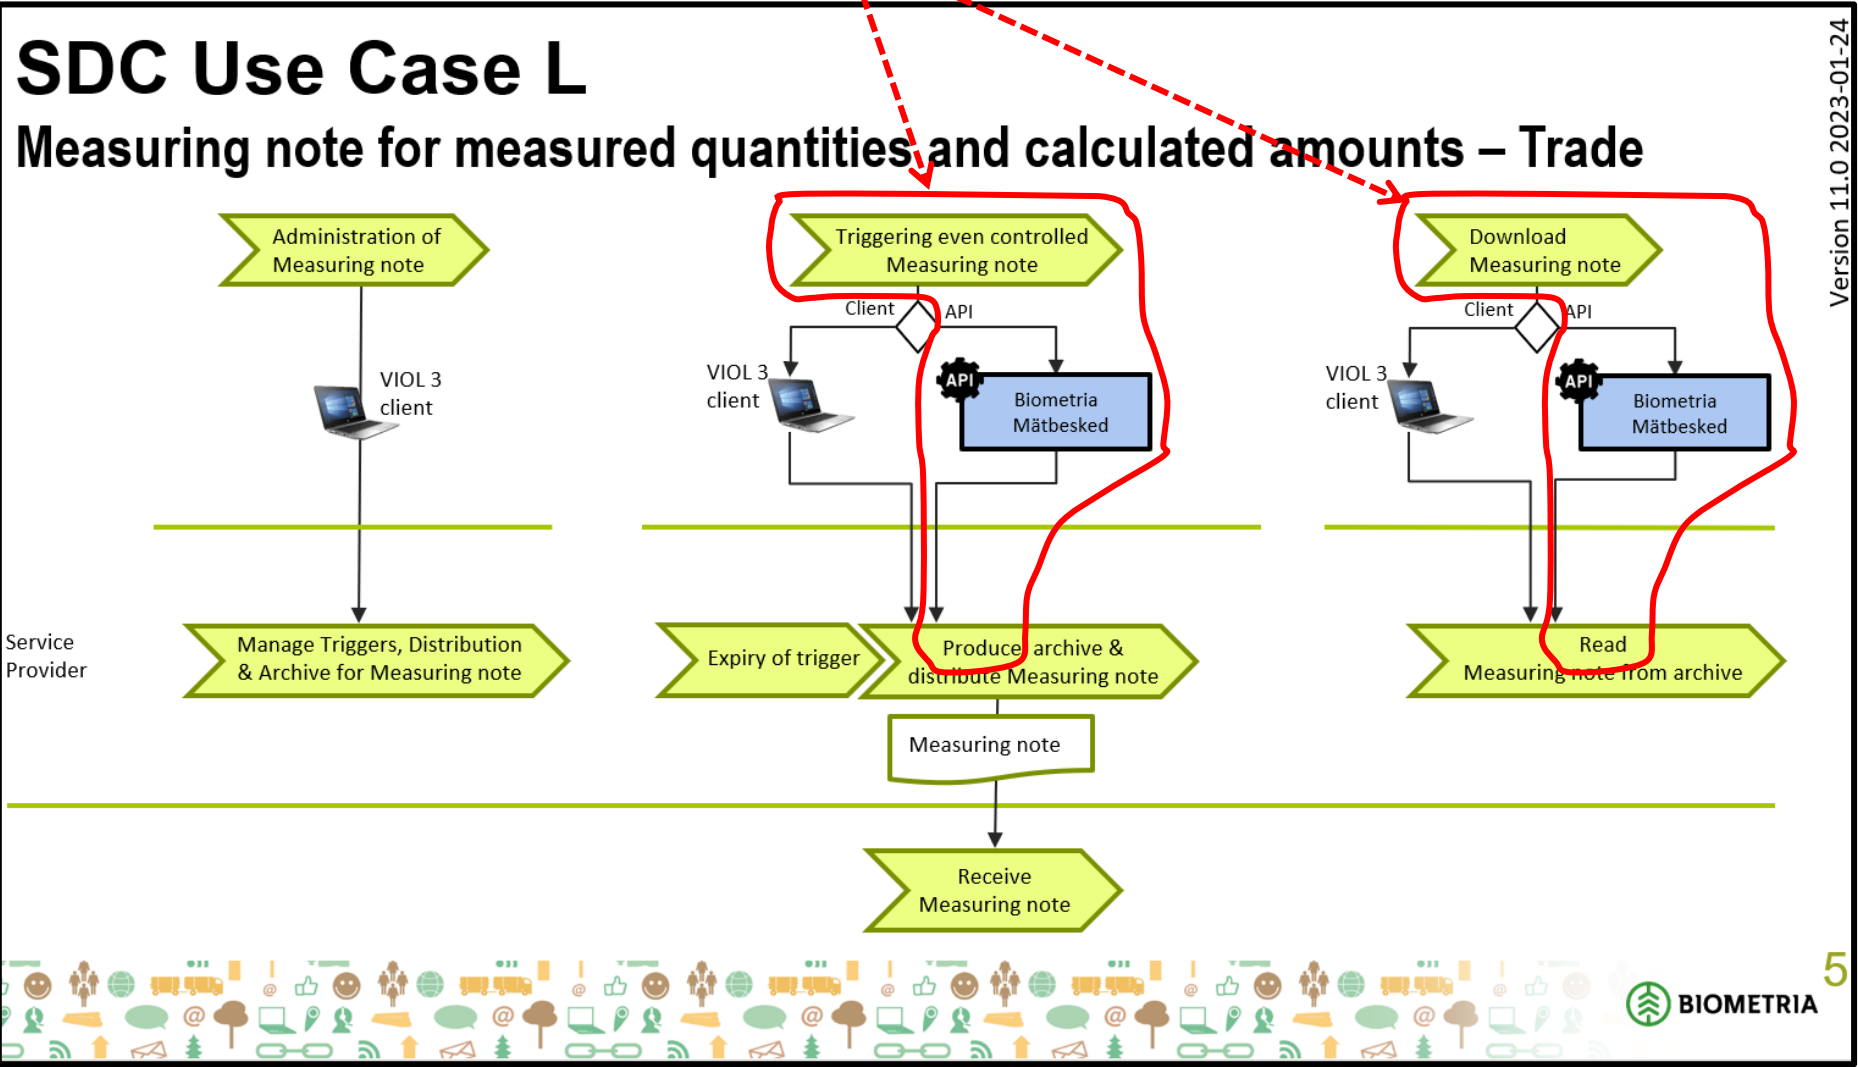 SDC Use Case L
Measuring note for measured quantities and calculated amounts – Trade
Version 11.0 2023-01-24
Administration of
Measuring note
VIOL 3
client
Triggering even controlled
Measuring note
Client
API
VIOL 3
client
API
Biometria
Mätbesked
Download
Measuring note
Client
API
VIOL 3
client
API
Biometria
Mätbesked
Service
Provider
Manage Triggers, Distribution
& Archive for Measuring note
Expiry of trigger
Produce, archive &
distribute Measuring note
Read
Measuring note from archive
Measuring note
Receive
Measuring note
5
BIOMETRIA